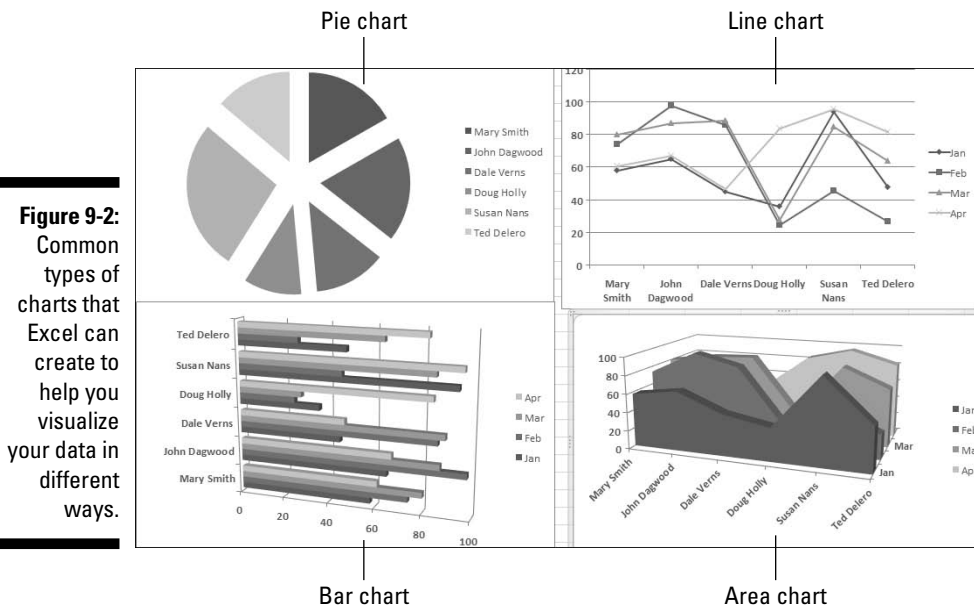 Pie chart
Line chart
Figure 9-2:
Common
types of
charts that
Excel can
create to
help you
visualize
your data in
different
ways.
Mary Smith
John Dagwood
Dale Verns
Doug Holly
Susan Nans
Ted Delero
120
100
80
60
40
20
0
Mary
Smith
John
Dagwood
Dale Verns
Doug Holly
Susan
Nans
Ted Delero
Jan
Feb
Mar
Apr
Ted Delero
Susan Nans
Doug Holly
Dale Verns
John Dagwood
Mary Smith
0
20
40
60
80
100
Apr
Mar
Feb
Jan
100
80
60
40
20
0
Mary Smith
John Dagwood
Dale Verns
Doug Holly
Susan Nans
Ted Delero
Mar
Jan
Jan
Feb
Ma
Ap
Bar chart
Area chart